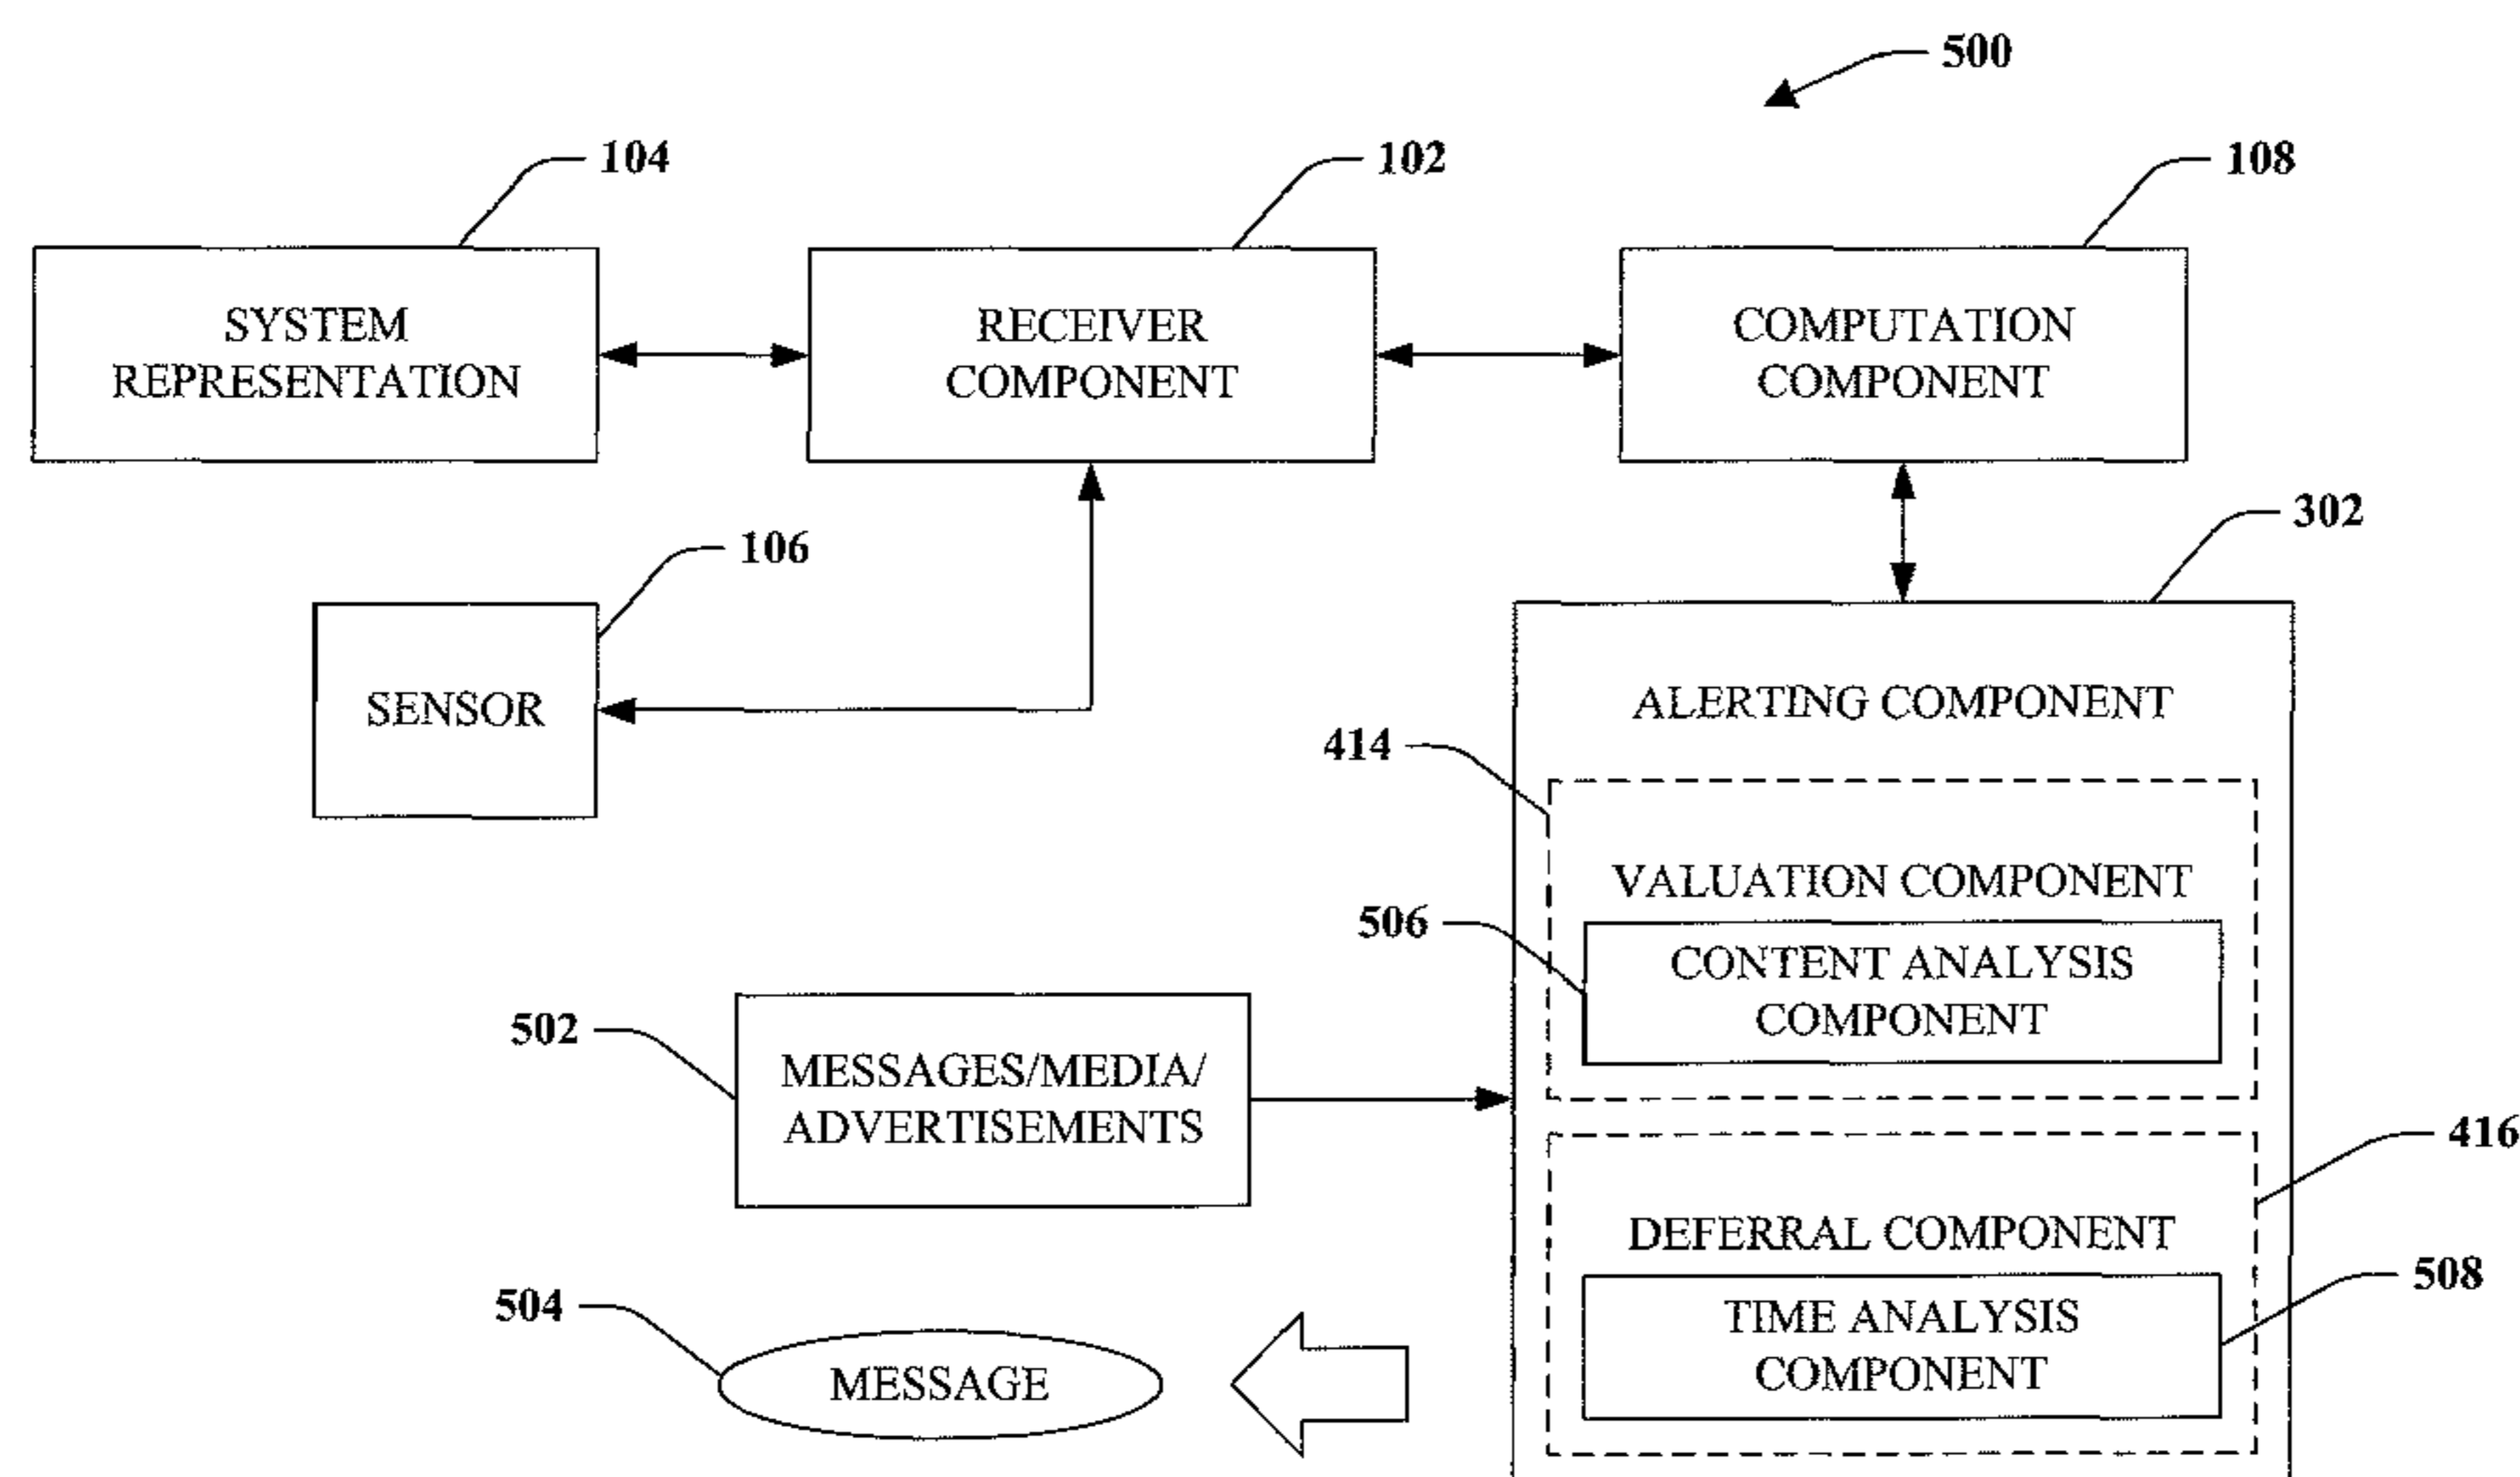 500
104
102
108
SYSTEM
REPRESENTATION
RECEIVER
COMPONENT
COMPUTATION
COMPONENT
302
106
SENSOR
ALERTING COMPONENT
414
VALUATION COMPONENT
506
CONTENT ANALYSIS
COMPONENT
502
MESSAGES/MEDIA/
ADVERTISEMENTS
416
DEFERRAL COMPONENT
508
TIME ANALYSIS
COMPONENT
504
MESSAGE